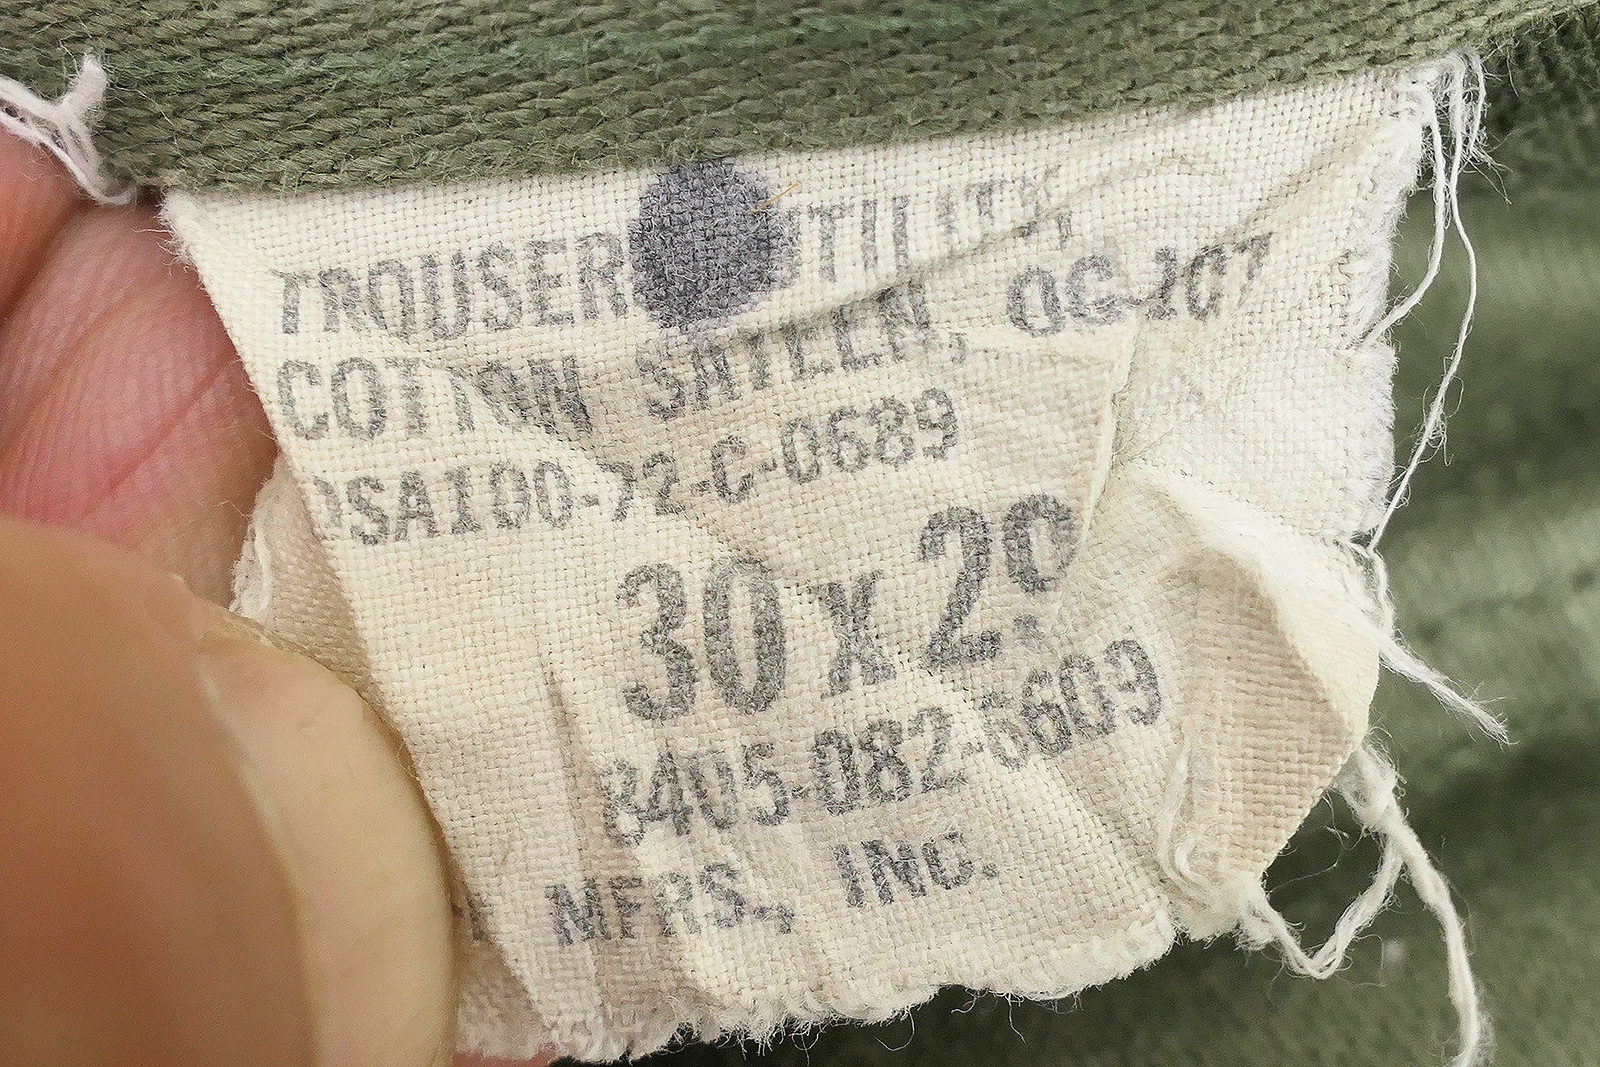 TROUSER UTILITY,
COTTON SATEEN, OG 107
DSA100-72-C-0689
30 x 29
8405-082-6609
MFRS., INC.